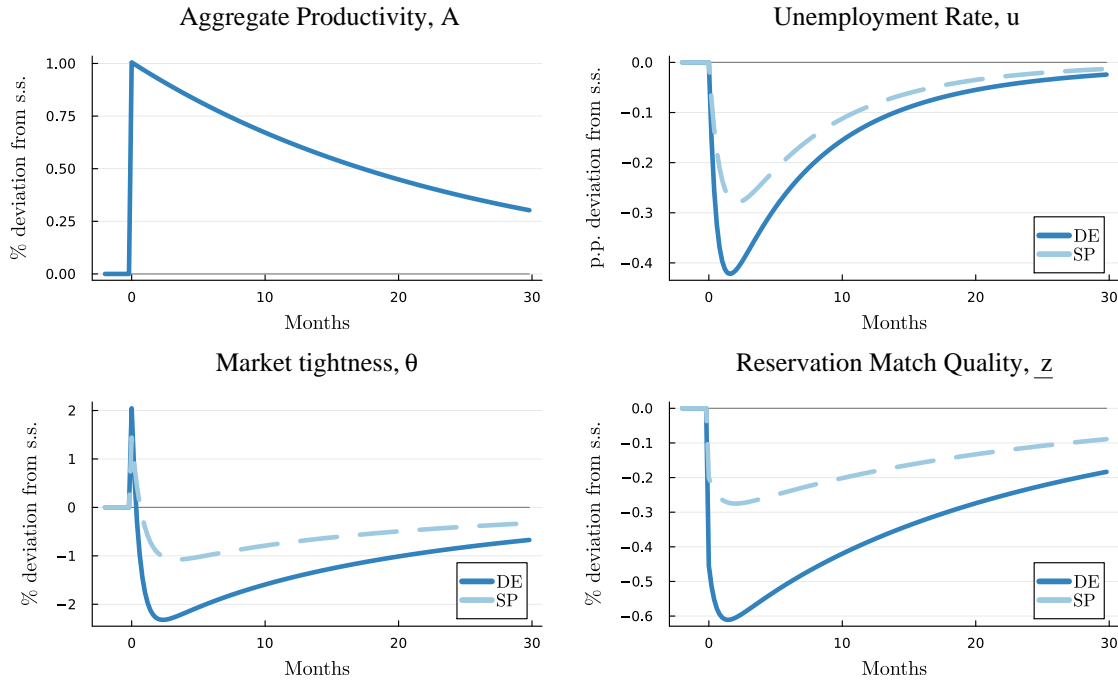 Aggregate Productivity, A
% deviation from s.s.
1.00
0.75
0.50
0.25
0.00
0
10
20
30
Months
Unemployment Rate, u
p.p. deviation from s.s.
0.0
−0.1
−0.2
−0.3
−0.4
DE
SP
0
10
20
30
Months
Market tightness, θ
% deviation from s.s.
2
1
0
−1
−2
DE
SP
0
10
20
30
Months
Reservation Match Quality, z
% deviation from s.s.
0.0
−0.1
−0.2
−0.3
−0.4
−0.5
−0.6
DE
SP
0
10
20
30
Months